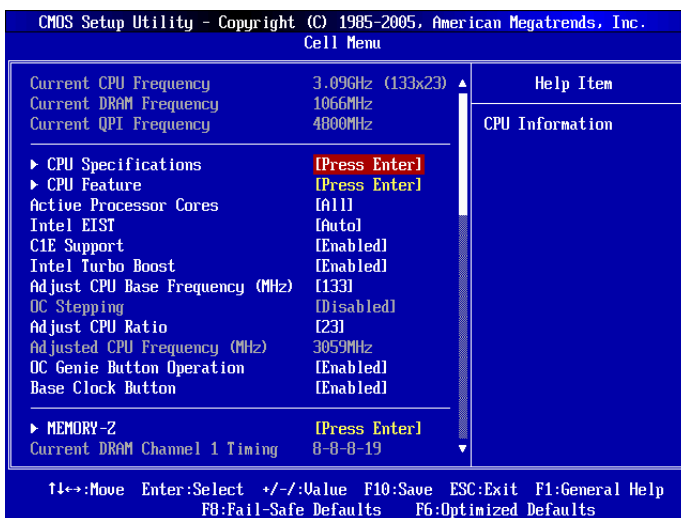 CMOS Setup Utility - Copyright (C) 1985-2005, American Megatrends, Inc.
Cell Menu
Current CPU Frequency 3.09GHz (133x23)
Current DRAM Frequency 1066MHz
Current QPI Frequency 4800MHz
▶ CPU Specifications [Press Enter]
▶ CPU Feature [Press Enter]
Active Processor Cores [All]
Intel EIST [Auto]
C1E Support [Enabled]
Intel Turbo Boost [Enabled]
Adjust CPU Base Frequency (MHz) [133]
OC Stepping [Disabled]
Adjust CPU Ratio [23]
Adjusted CPU Frequency (MHz) 3059MHz
OC Genie Button Operation [Enabled]
Base Clock Button [Enabled]
▶ MEMORY-Z [Press Enter]
Current DRAM Channel 1 Timing 8-8-8-19
Help Item
CPU Information
↑↓←→:Move Enter:Select +/-/:Value F10:Save ESC:Exit F1:General Help
F8:Fail-Safe Defaults F6:Optimized Defaults